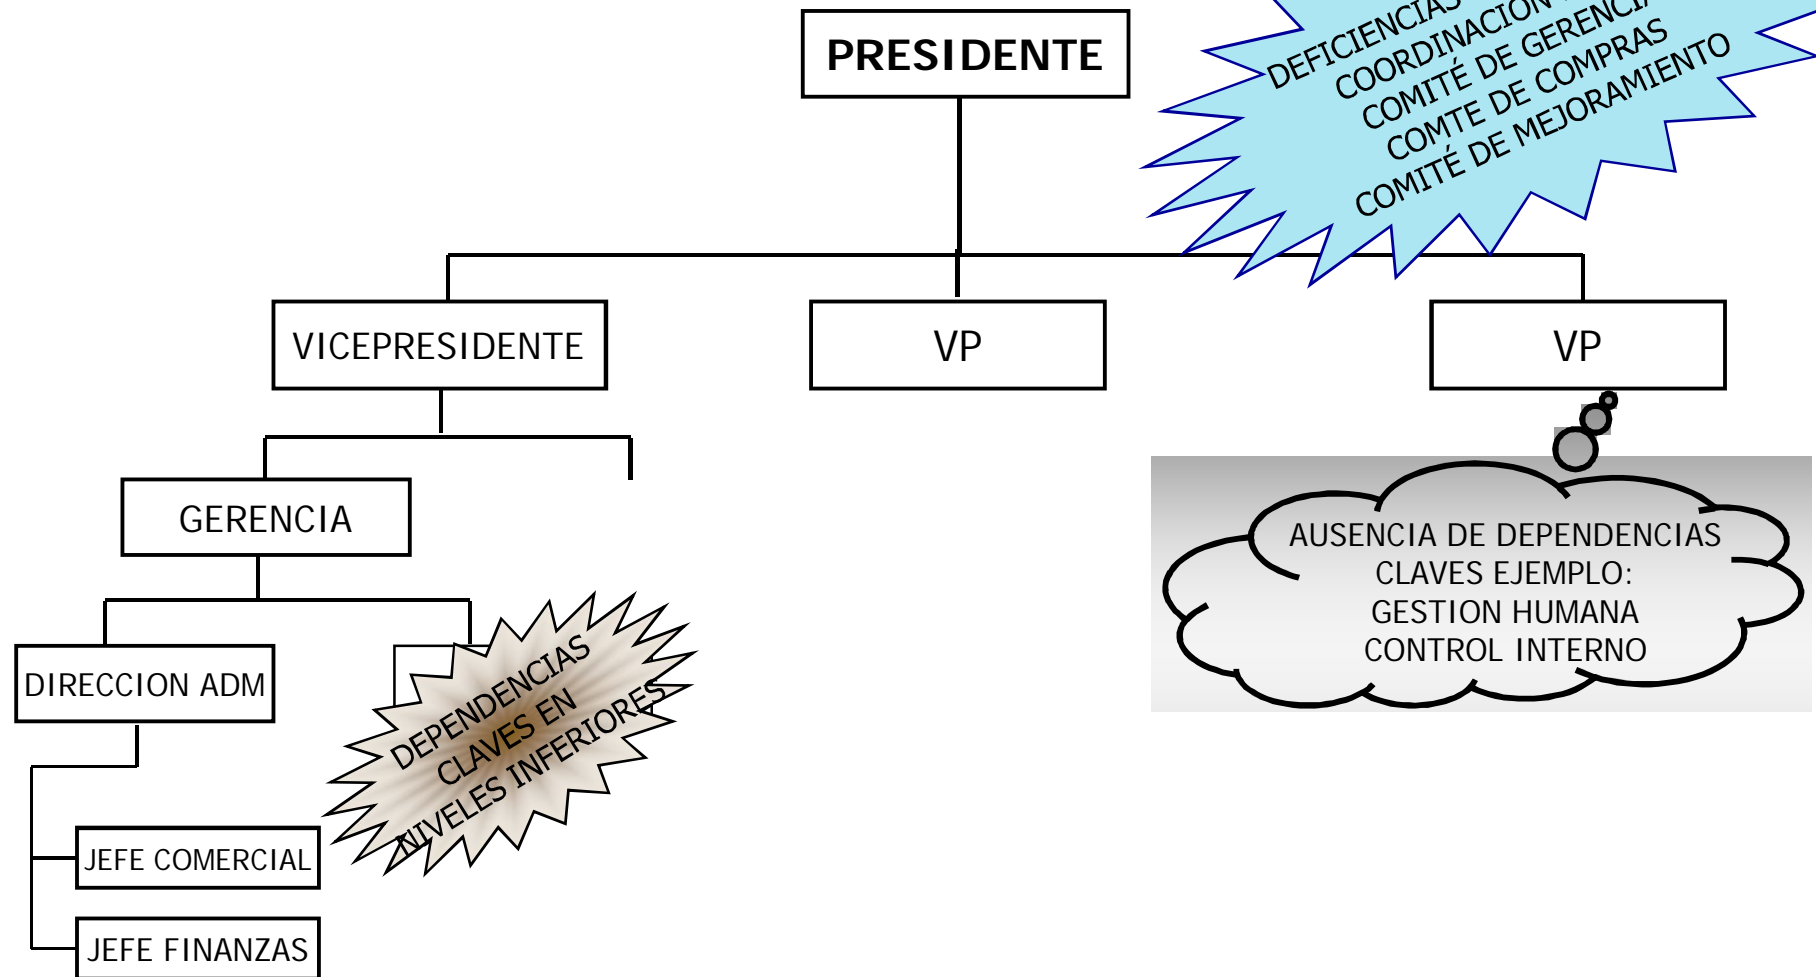 PRESIDENTE
DEFICIENCIAS
COORDINACION
COMITÉ DE GERENCIA
COMTE DE COMPRAS
COMITÉ DE MEJORAMIENTO
VICEPRESIDENTE
VP
VP
GERENCIA
AUSENCIA DE DEPENDENCIAS
CLAVES EJEMPLO:
GESTION HUMANA
CONTROL INTERNO
DIRECCION ADM
DEPENDENCIAS
CLAVES EN
NIVELES INFERIORES
JEFE COMERCIAL
JEFE FINANZAS